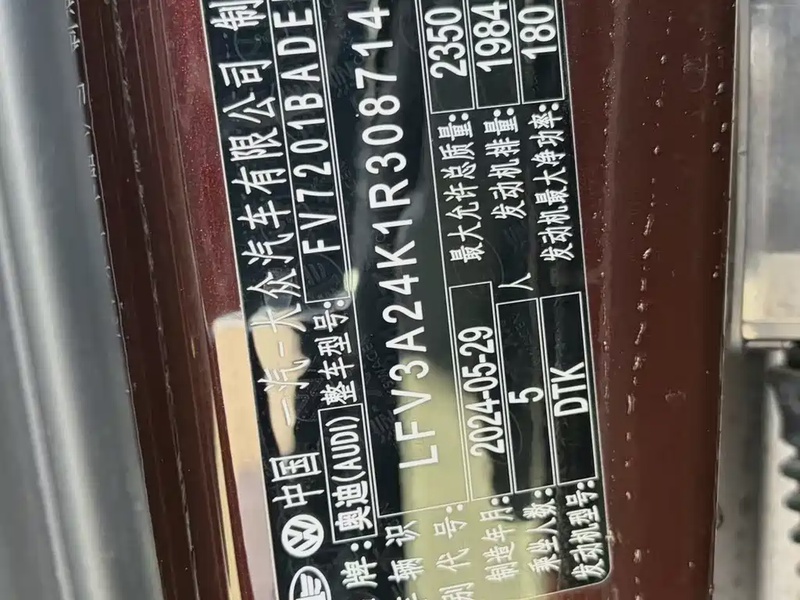 中国 一汽-大众汽车有限公司 制
牌:奥迪(AUDI) 整车型号:FV7201BADE
辆识 LFV3A24K1R308714
别代号:
制造年月:2024-05-29 最大允许总质量:2350
乘坐人数:5人 发动机排量:1984
发动机型号:DTK 发动机最大净功率:180